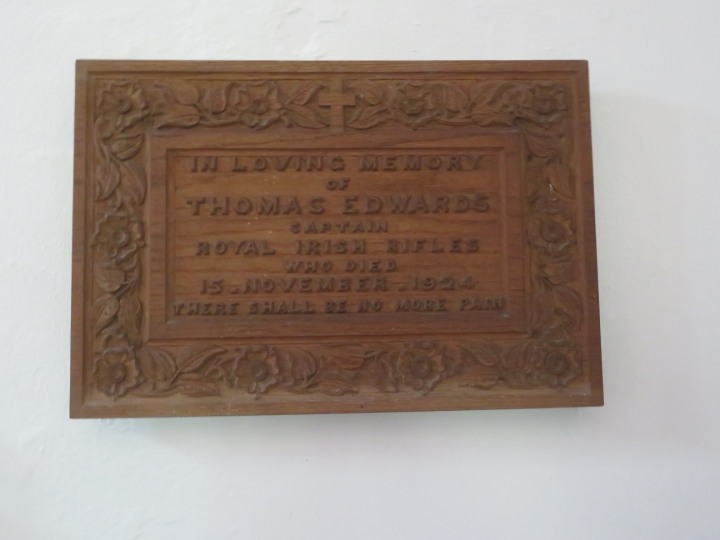 IN LOVING MEMORY
OF
THOMAS EDWARDS
CAPTAIN
ROYAL IRISH RIFLES
WHO DIED
15. NOVEMBER. 1924
THERE SHALL BE NO MORE PAIN